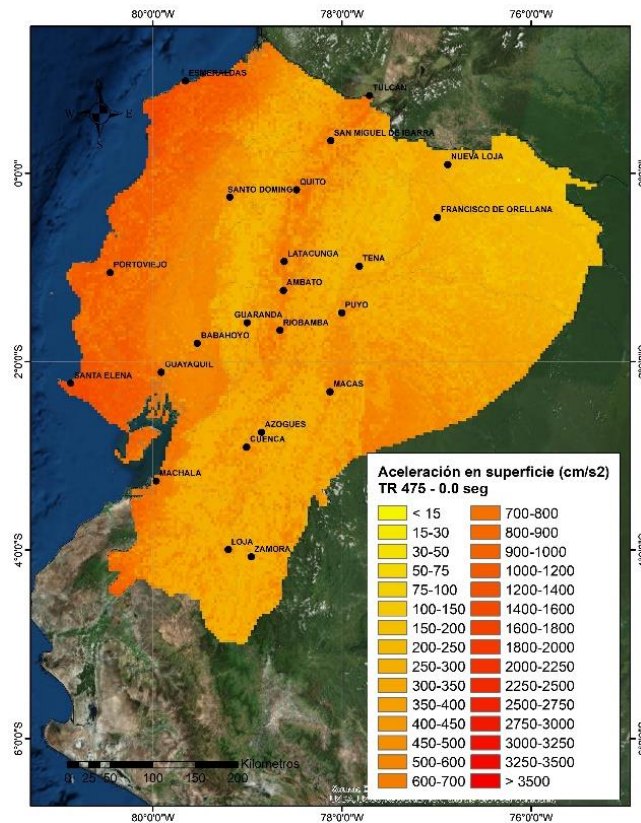 80°0'0"W 78°0'0"W 76°0'0"W
ESMERALDAS
TULCAN
N
W E
S
SAN MIGUEL DE IBARRA
NUEVA LOJA
0°0'0"
QUITO
SANTO DOMINGO
FRANCISCO DE ORELLANA
LATACUNGA
TENA
PORTOVIEJO
AMBATO
PUYO
GUARANDA
RIOBAMBA
BABAHOYO
2°0'0"S
GUAYAQUIL
SANTA ELENA
MACAS
AZOGUES
CUENCA
MACHALA
LOJA
ZAMORA
4°0'0"S
6°0'0"S
Aceleración en superficie (cm/s2)
TR 475 - 0.0 seg
< 15
15-30
30-50
50-75
75-100
100-150
150-200
200-250
250-300
300-350
350-400
400-450
450-500
500-600
600-700
700-800
800-900
900-1000
1000-1200
1200-1400
1400-1600
1600-1800
1800-2000
2000-2250
2250-2500
2500-2750
2750-3000
3000-3250
3250-3500
> 3500
Kilometros
0 25 50 100 150 200
80°0'0"W 78°0'0"W 76°0'0"W